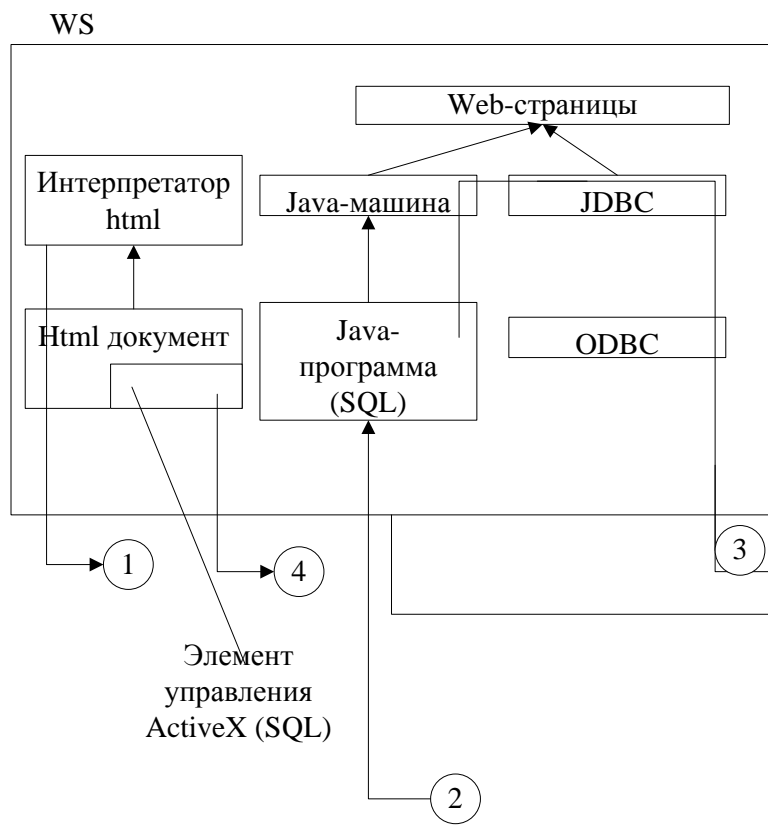 WS
Web-страницы
Интерпретатор
html
Java-машина
JDBC
Html документ
Java-
программа
(SQL)
ODBC
1
4
3
Элемент
управления
ActiveX (SQL)
2